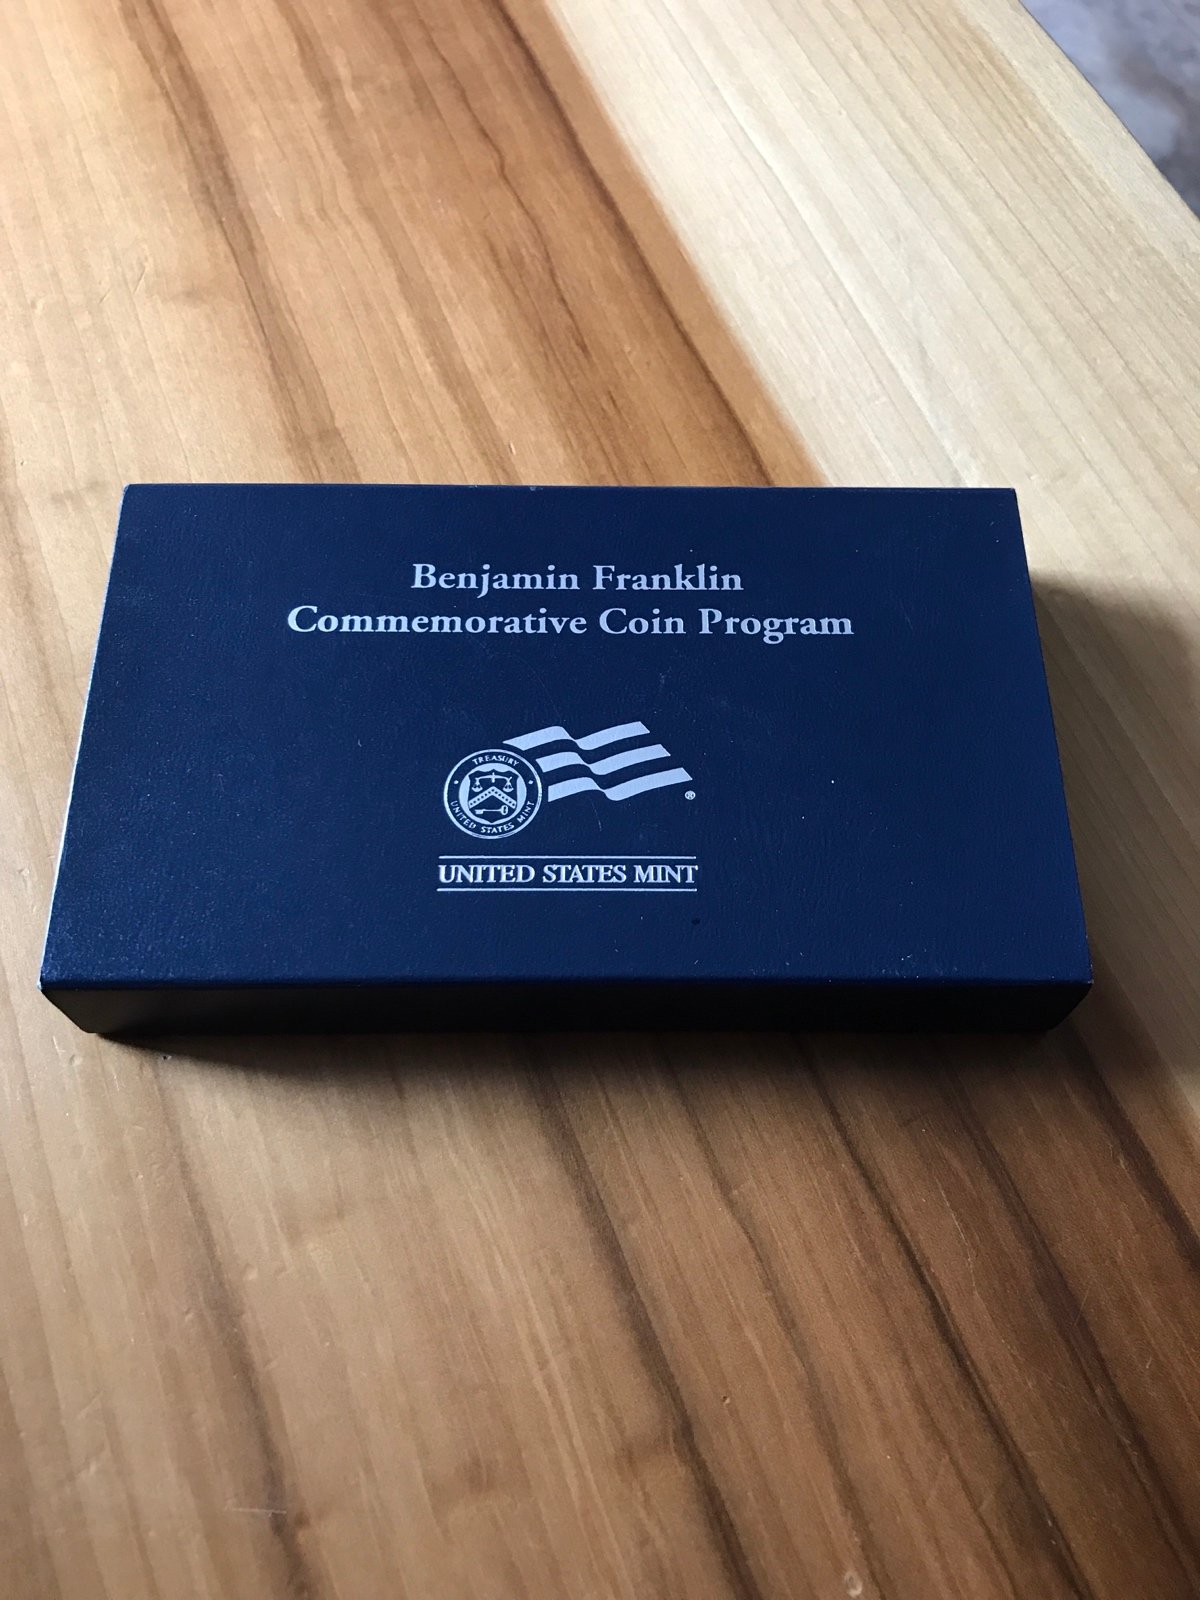 Benjamin Franklin
Commemorative Coin Program
TREASURY
UNITED STATES MINT
®
UNITED STATES MINT